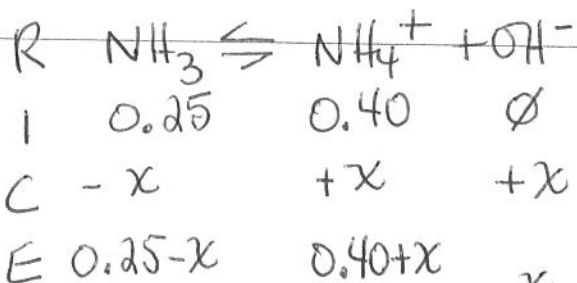 R NH₃ ⇌ NH₄⁺ + OH⁻
I 0.25 0.40 ∅
C -x +x +x
E 0.25-x 0.40+x x